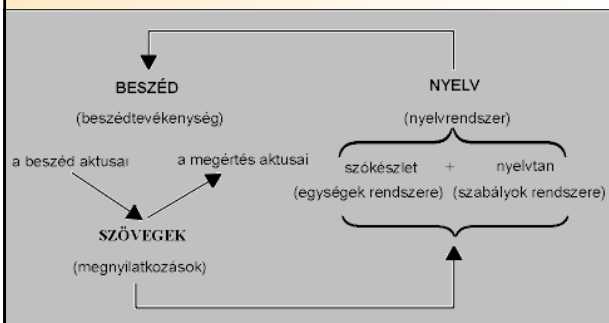 BESZÉD
(beszédtevékenység)
a beszéd aktusai
a megértés aktusai
SZÖVEGEK
(megnyilatkozások)
NYELV
(nyelvrendszer)
szókészlet + nyelvtan
(egységek rendszere) (szabályok rendszere)